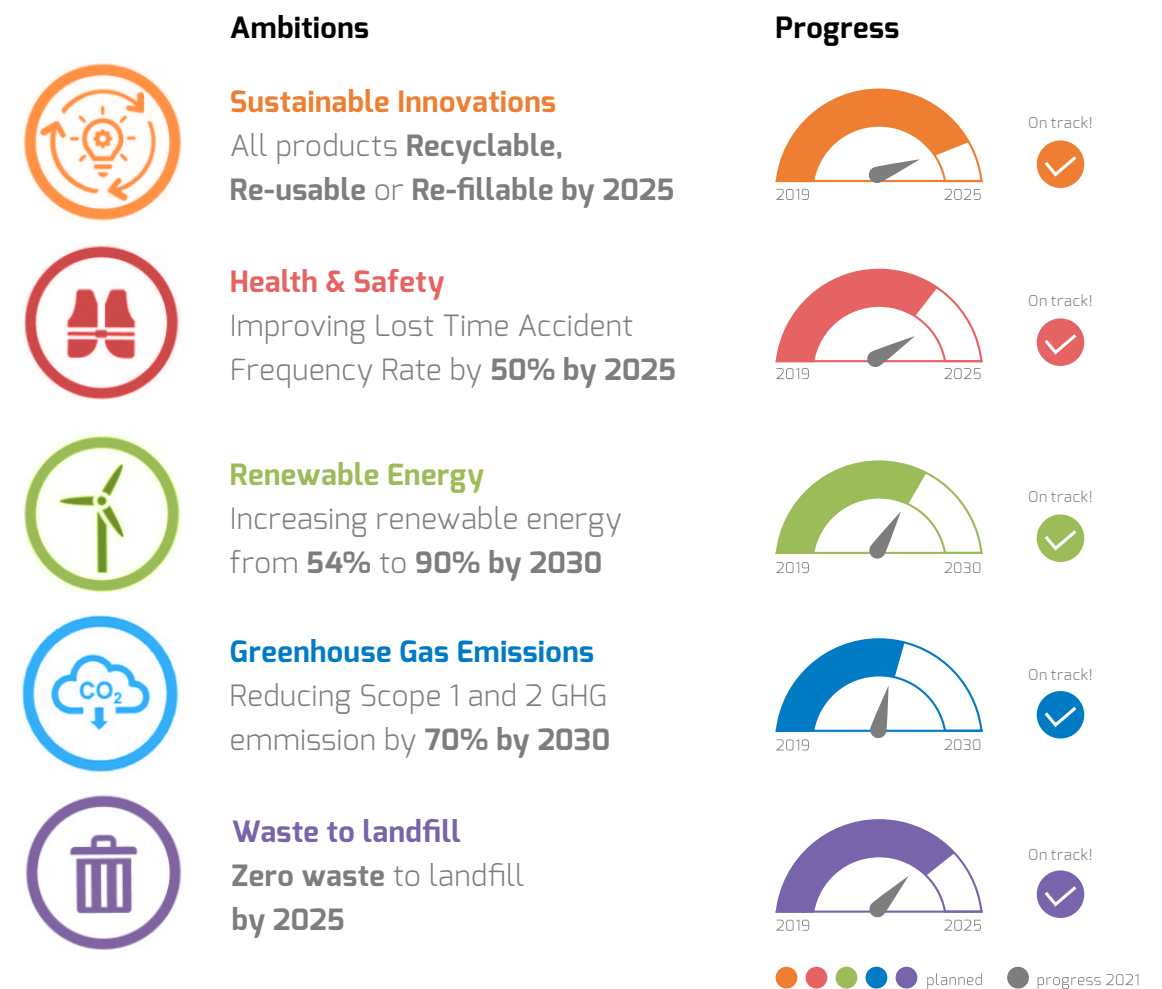 Ambitions
Progress
Sustainable Innovations
All products Recyclable,
Re-usable or Re-fillable by 2025
2019
2025
On track!
Health & Safety
Improving Lost Time Accident
Frequency Rate by 50% by 2025
2019
2025
On track!
Renewable Energy
Increasing renewable energy
from 54% to 90% by 2030
2019
2030
On track!
CO₂
Greenhouse Gas Emissions
Reducing Scope 1 and 2 GHG
emmission by 70% by 2030
2019
2030
On track!
Waste to landfill
Zero waste to landfill
by 2025
2019
2025
On track!
planned
progress 2021